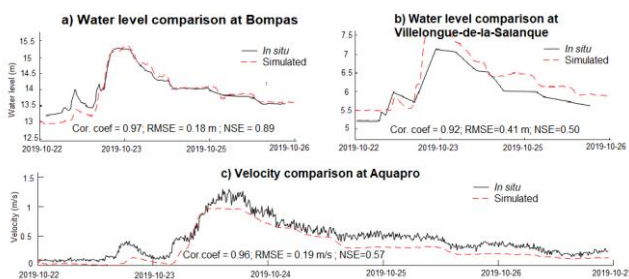 a) Water level comparison at Bompas
In situ
Simulated
Water level (m)
15.5
15
14.5
14
13.5
13
12.5
Cor. coef = 0.97; RMSE = 0.18 m ; NSE = 0.89
2019-10-22
2019-10-23
2019-10-25
2019-10-26
b) Water level comparison at
Villelongue-de-la-Salanque
In situ
Simulated
7.5
7
6.5
6
5.5
5
Cor. coef = 0.92, RMSE=0.41 m; NSE=0.50
2019-10-22
2019-10-23
2019-10-25
2019-10-26
c) Velocity comparison at Aquapro
In situ
Simulated
Velocity (m/s)
1.5
1
0.5
0
Cor.coef = 0.96, RMSE = 0.19 m/s ; NSE=0.57
2019-10-22
2019-10-23
2019-10-24
2019-10-25
2019-10-26